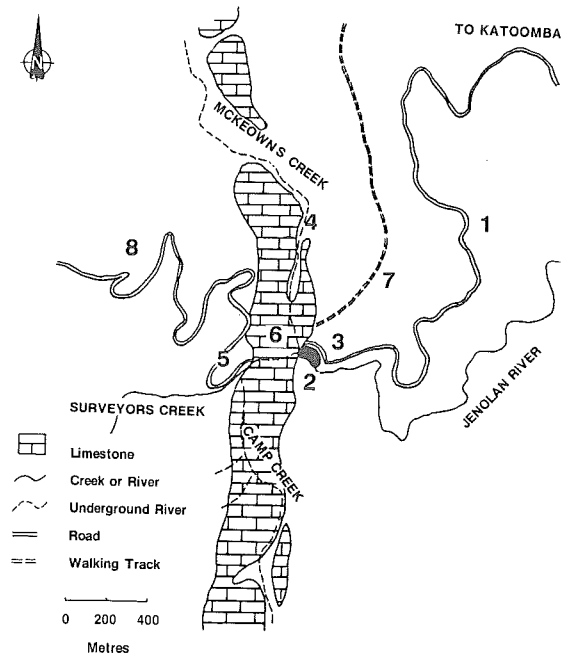 TO KATOOMBA
N
MCKEOWNS CREEK
1
4
8
7
6
3
5
2
JENOLAN RIVER
SURVEYORS CREEK
CAMP CREEK
Limestone
Creek or River
Underground River
Road
Walking Track
0 200 400
Metres